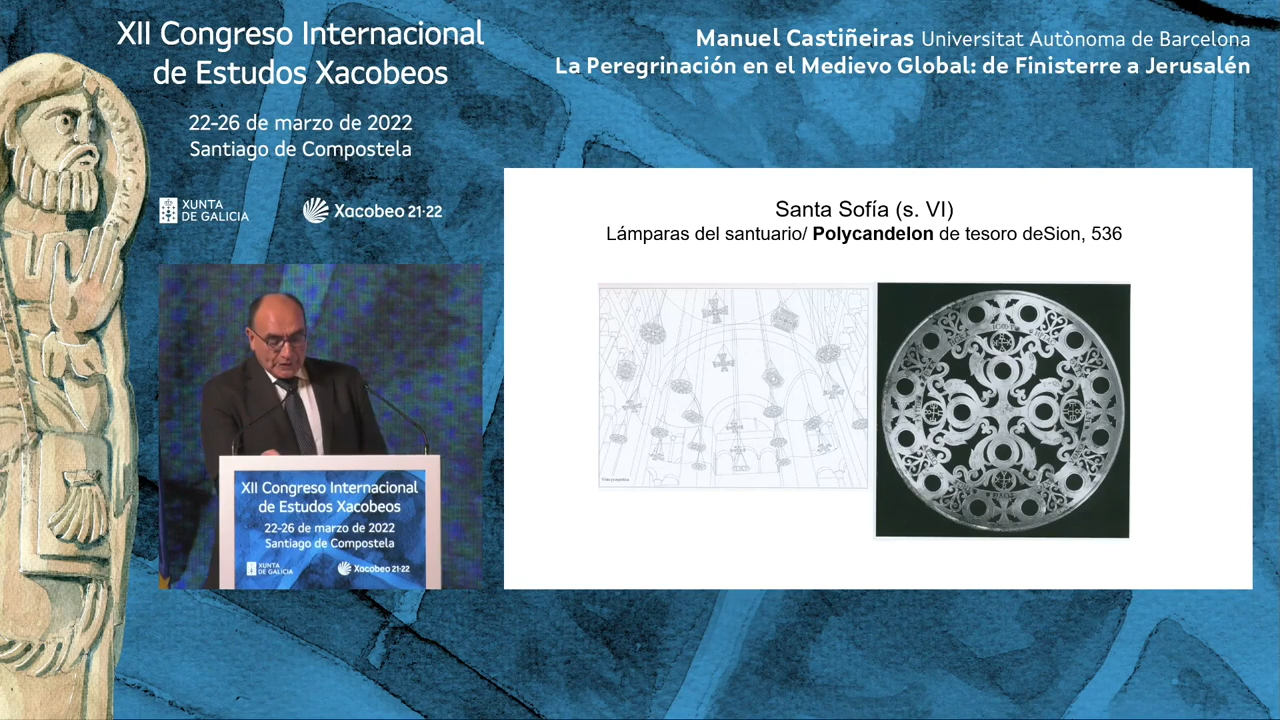 XII Congreso Internacional
de Estudos Xacobeos
22-26 de marzo de 2022
Santiago de Compostela
XUNTA
DE GALICIA
Xacobeo 21·22
Manuel Castiñeiras Universitat Autònoma de Barcelona
La Peregrinación en el Medievo Global: de Finisterre a Jerusalén
Santa Sofía (s. VI)
Lámparas del santuario/ Polycandelon de tesoro deSion, 536
XII Congreso Internacional
de Estudos Xacobeos
22-26 de marzo de 2022
Santiago de Compostela
XUNTA
DE GALICIA
Xacobeo 21·22